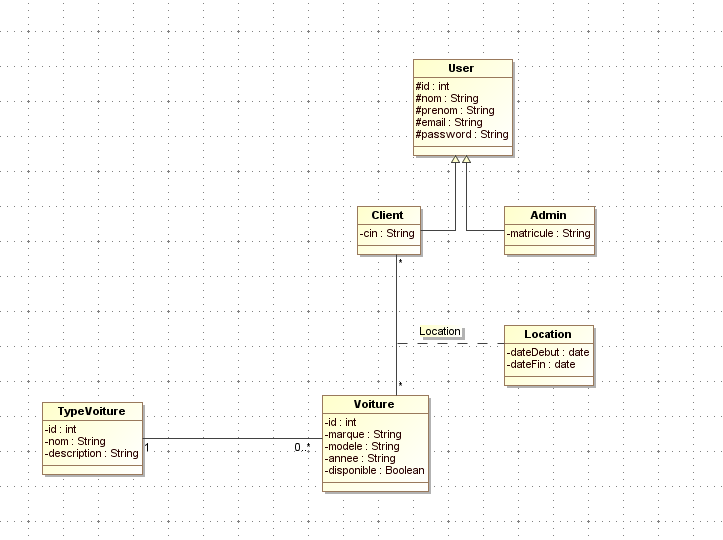 User
#id : int
#nom : String
#prenom : String
#email : String
#password : String
Client
-cin : String
Admin
-matricule : String
*
Location
Location
-dateDebut : date
-dateFin : date
*
TypeVoiture
-id : int
-nom : String
-description : String
1
0..*
Voiture
-id : int
-marque : String
-modele : String
-annee : String
-disponible : Boolean